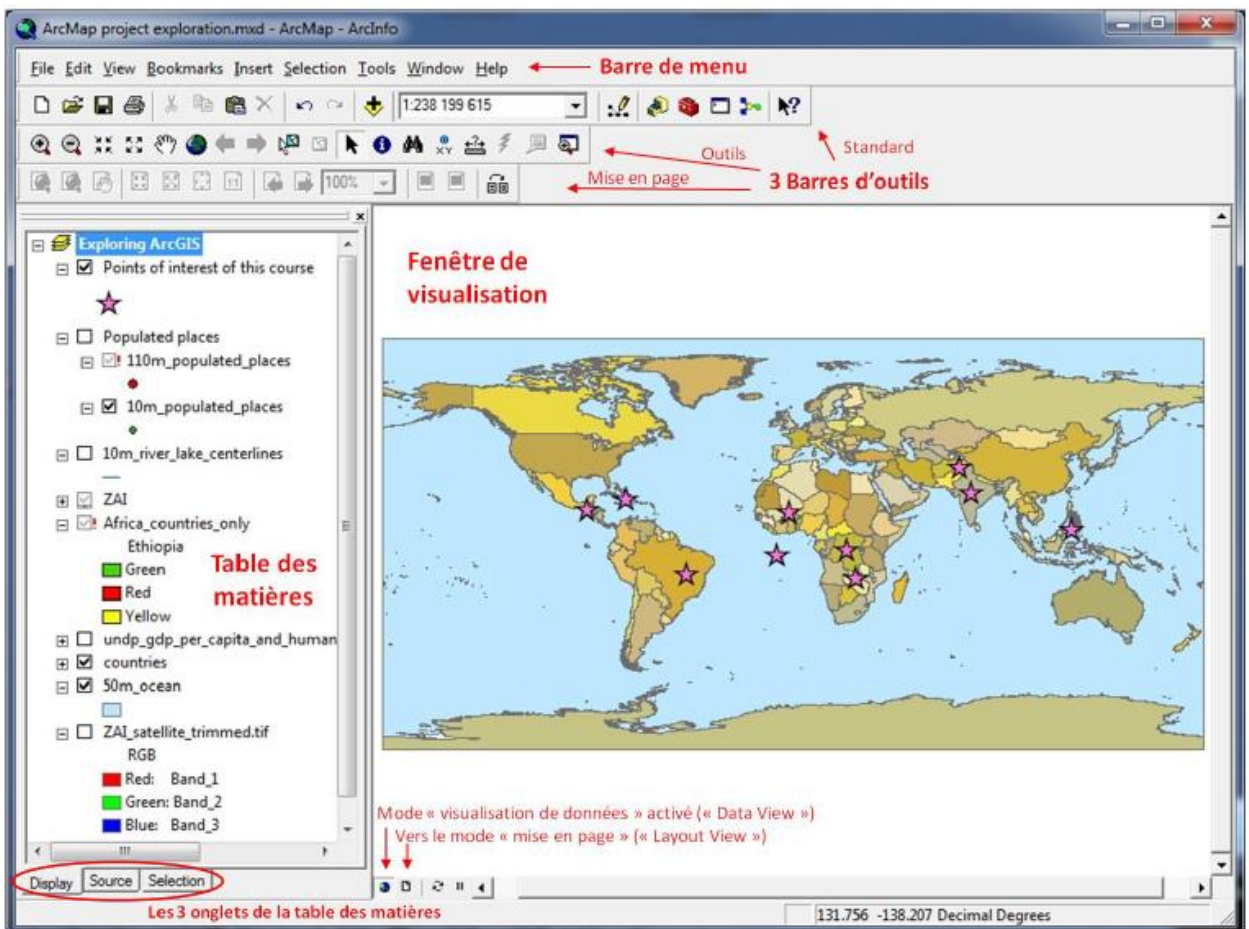 ArcMap project exploration.mxd - ArcMap - ArcInfo
File Edit View Bookmarks Insert Selection Tools Window Help
Barre de menu
1:238 199 615
XY
Outils
Standard
100%
Mise en page
3 Barres d'outils
Exploring ArcGIS
Points of interest of this course
Populated places
110m_populated_places
10m_populated_places
10m_river_lake_centerlines
ZAI
Africa_countries_only
Ethiopia
Green
Red
Yellow
Table des
matières
undp_gdp_per_capita_and_human
countries
50m_ocean
ZAI_satellite_trimmed.tif
RGB
Red: Band_1
Green: Band_2
Blue: Band_3
Fenêtre de
visualisation
Mode « visualisation de données » activé (« Data View »)
Vers le mode « mise en page » (« Layout View »)
Display Source Selection
Les 3 onglets de la table des matières
131.756 -138.207 Decimal Degrees